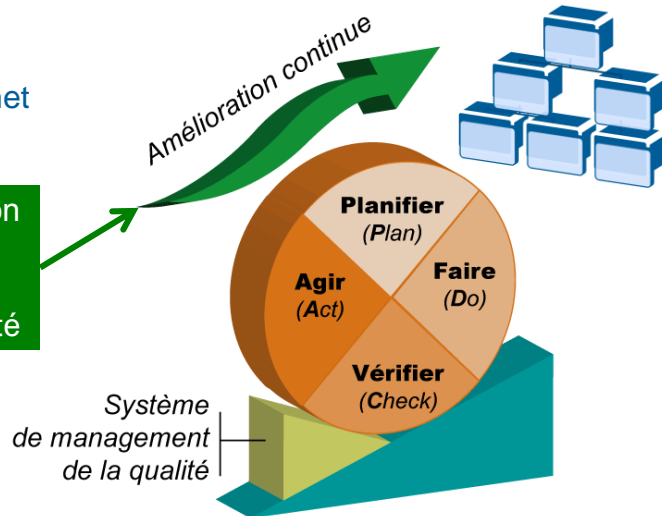 Amélioration continue
Planifier
(Plan)
Faire
(Do)
Agir
(Act)
Vérifier
(Check)
Système
de management
de la qualité